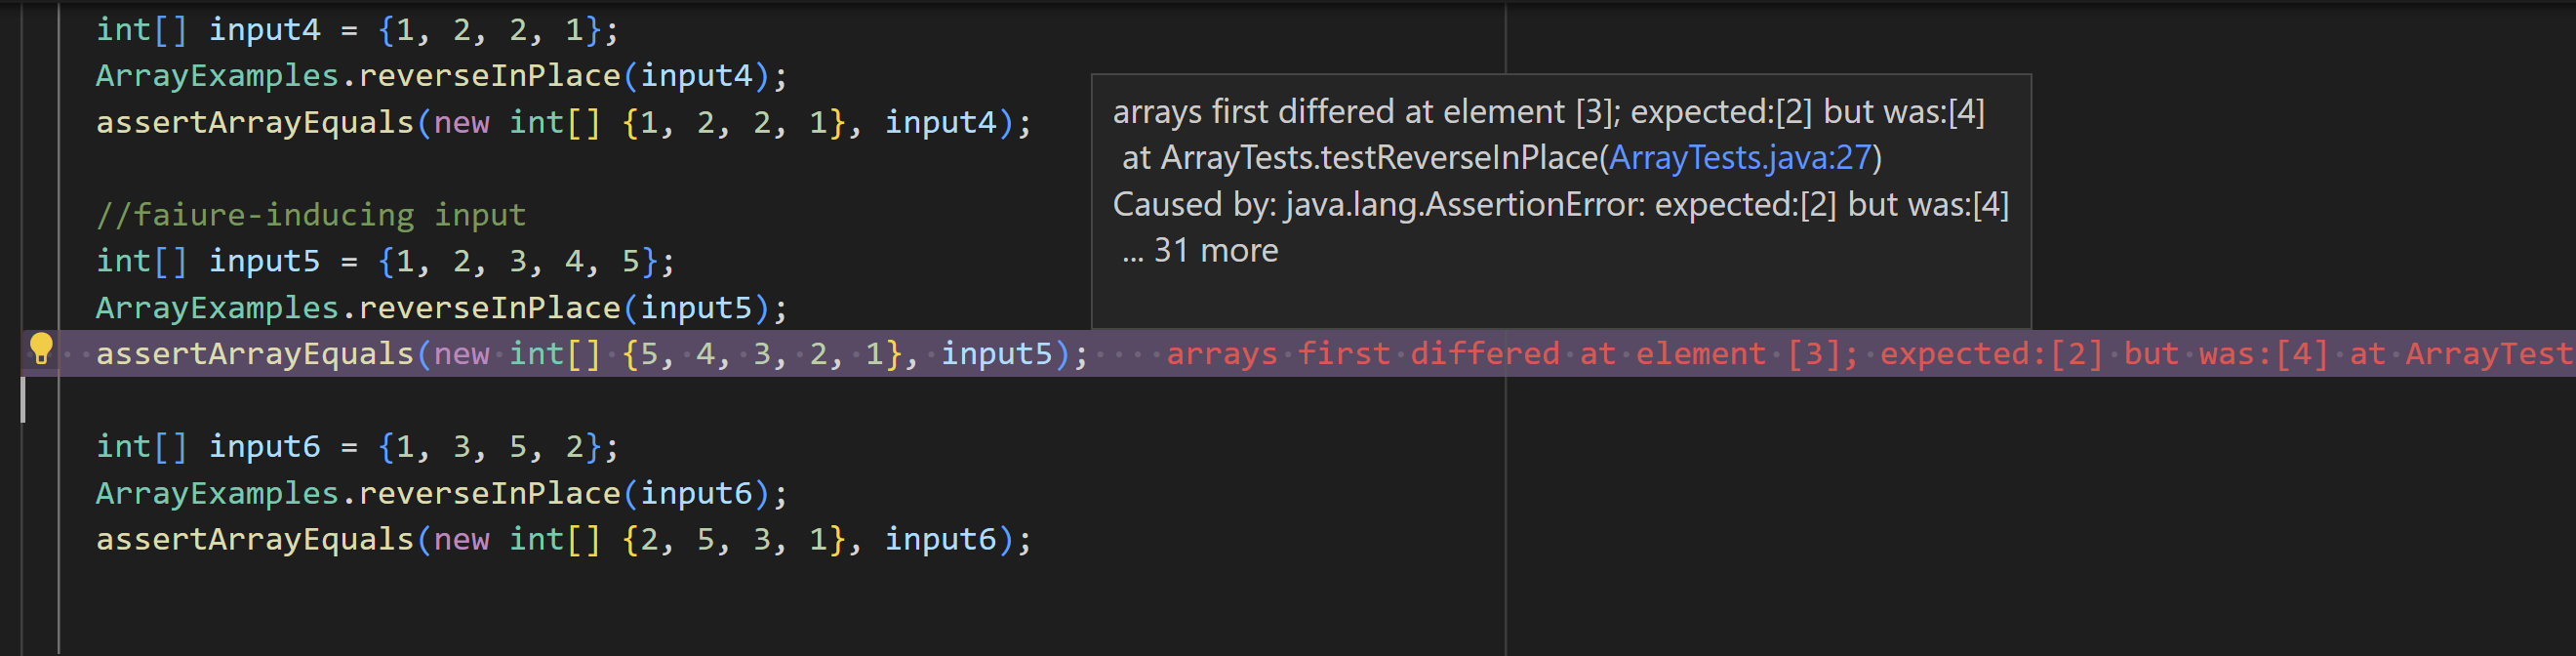 int[] input4 = {1, 2, 2, 1};
ArrayExamples.reverseInPlace(input4);
assertArrayEquals(new int[] {1, 2, 2, 1}, input4);
arrays first differed at element [3]; expected:[2] but was:[4]
at ArrayTests.testReverseInPlace(ArrayTests.java:27)
Caused by: java.lang.AssertionError: expected:[2] but was:[4]
... 31 more
//faiure-inducing input
int[] input5 = {1, 2, 3, 4, 5};
ArrayExamples.reverseInPlace(input5);
assertArrayEquals(new int[] {5, 4, 3, 2, 1}, input5); arrays first differed at element [3]; expected:[2] but was:[4] at ArrayTest
int[] input6 = {1, 3, 5, 2};
ArrayExamples.reverseInPlace(input6);
assertArrayEquals(new int[] {2, 5, 3, 1}, input6);